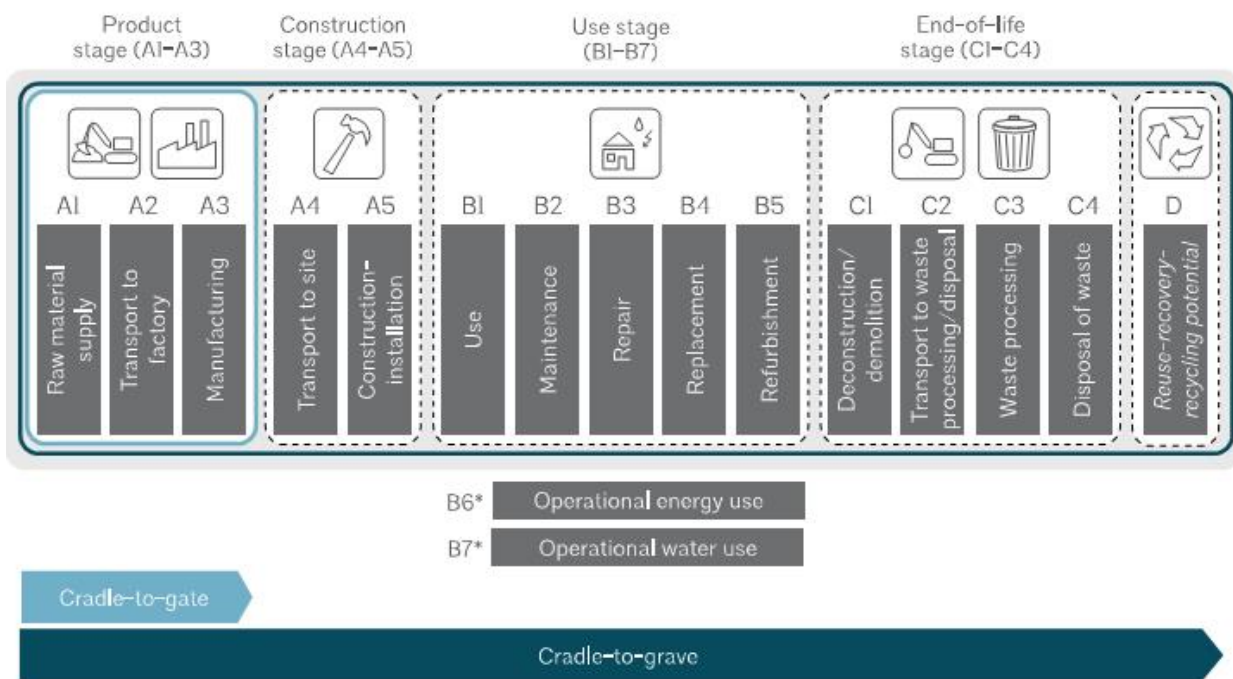 Product
stage (A1–A3)
Construction
stage (A4–A5)
Use stage
(B1–B7)
End-of-life
stage (C1–C4)
A1
A2
A3
A4
A5
B1
B2
B3
B4
B5
C1
C2
C3
C4
D
Raw material
supply
Transport to
factory
Manufacturing
Transport to site
Construction-
installation
Use
Maintenance
Repair
Replacement
Refurbishment
Deconstruction/
demolition
Transport to waste
processing/disposal
Waste processing
Disposal of waste
Reuse-recovery-
recycling potential
B6* Operational energy use
B7* Operational water use
Cradle-to-gate
Cradle-to-grave